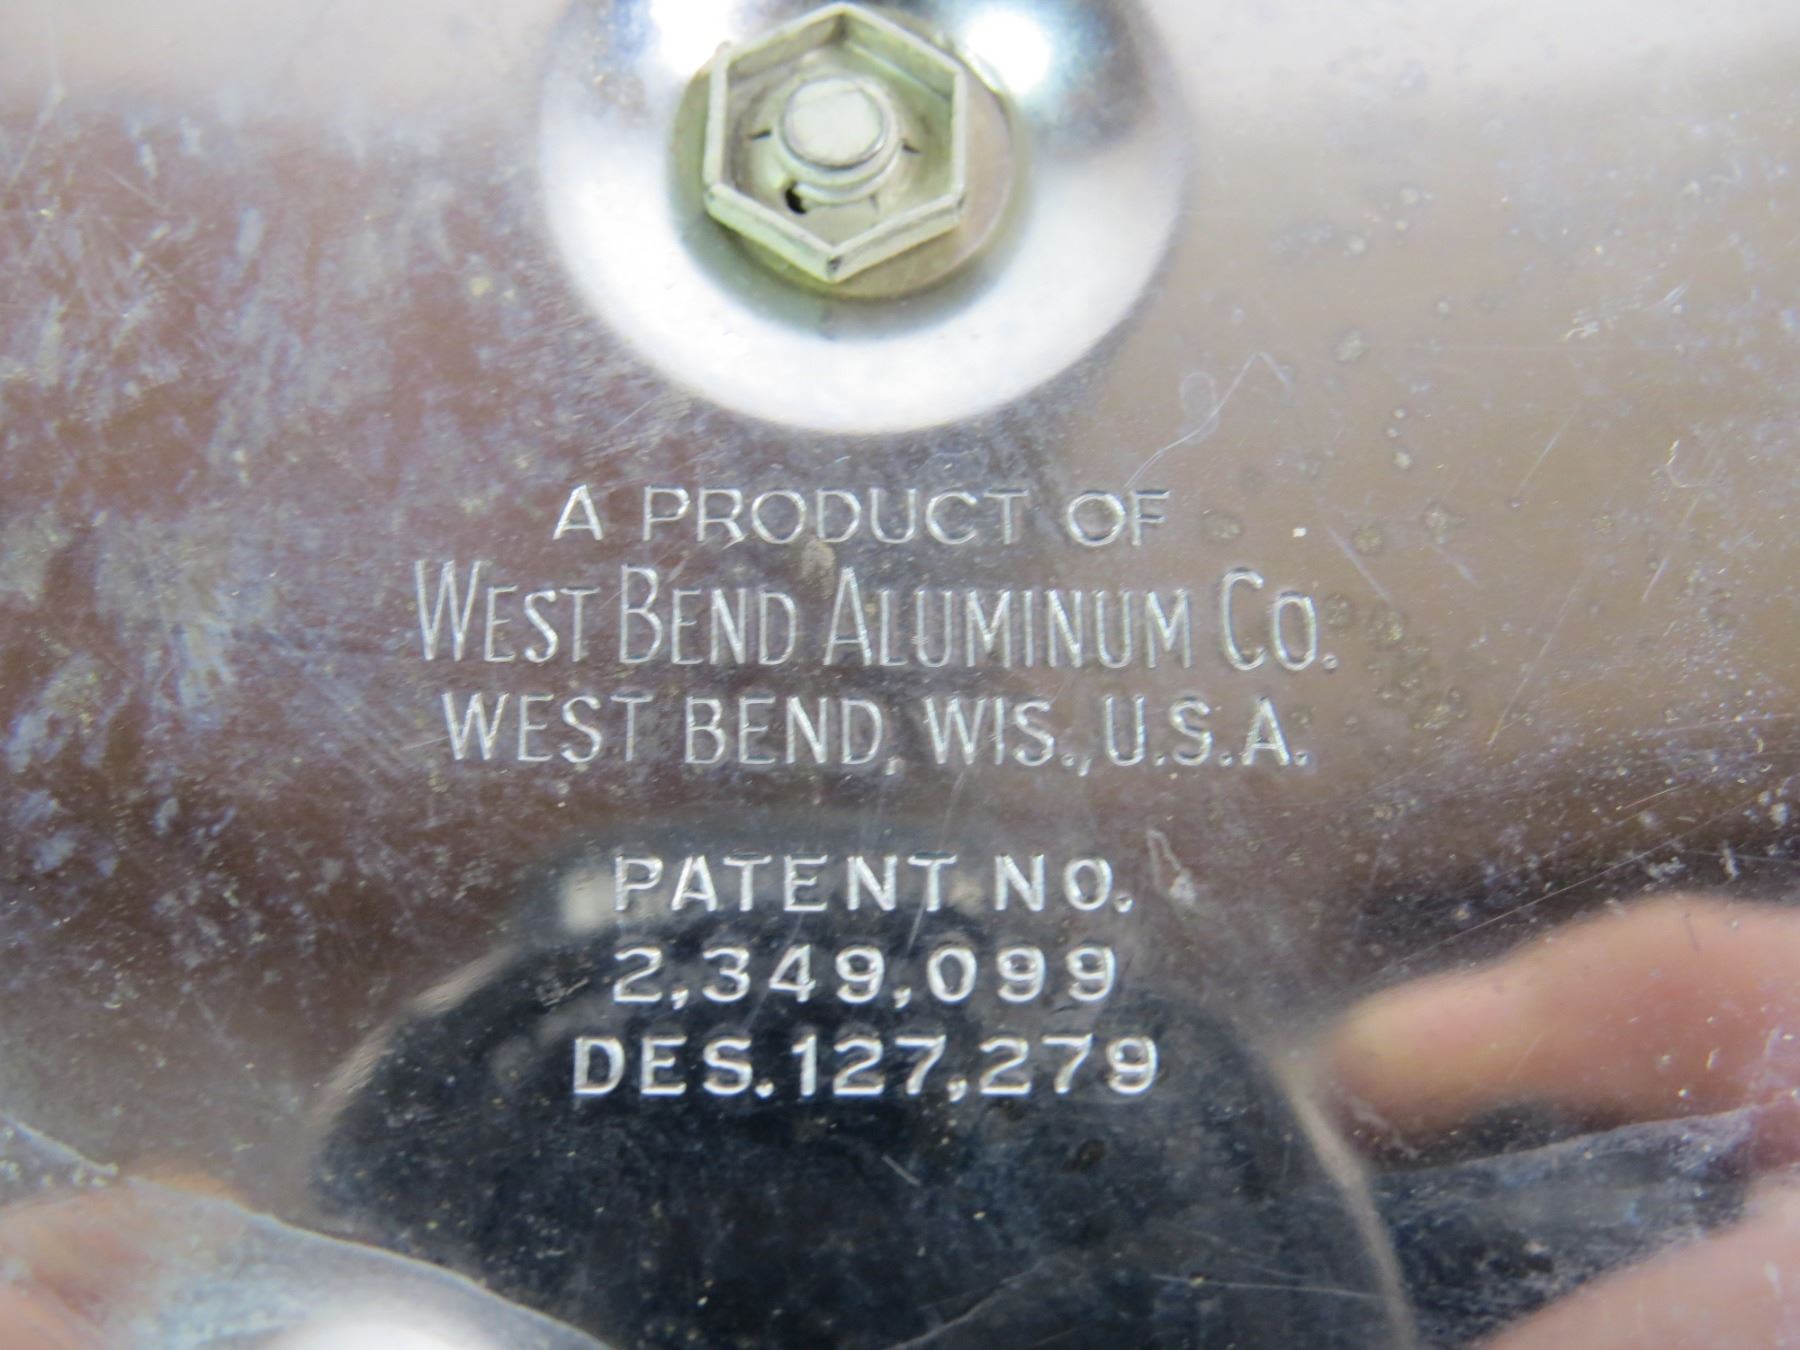 A PRODUCT OF
WEST BEND ALUMINUM CO.
WEST BEND, WIS., U.S.A.
PATENT NO.
2,349,099
DES. 127,279